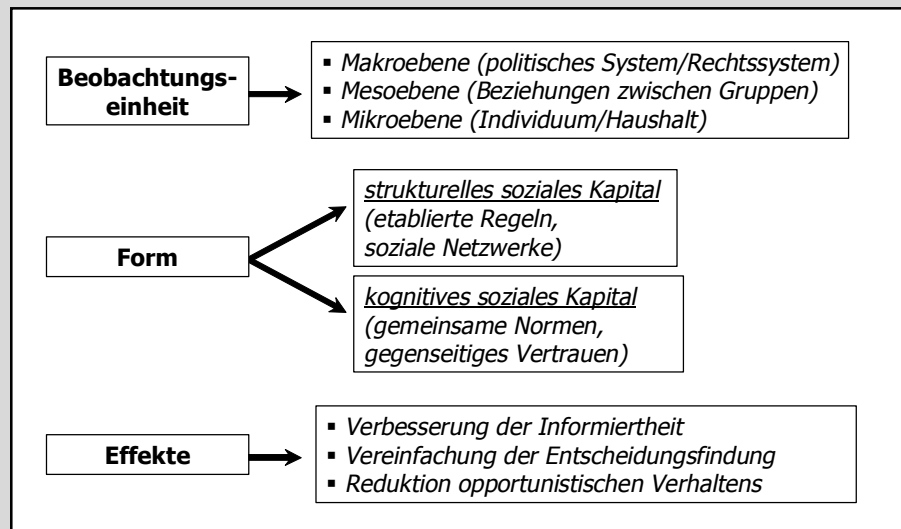 Beobachtungs-
einheit
▪ Makroebene (politisches System/Rechtssystem)
▪ Mesoebene (Beziehungen zwischen Gruppen)
▪ Mikroebene (Individuum/Haushalt)
Form
strukturelles soziales Kapital
(etablierte Regeln,
soziale Netzwerke)
kognitives soziales Kapital
(gemeinsame Normen,
gegenseitiges Vertrauen)
Effekte
▪ Verbesserung der Informiertheit
▪ Vereinfachung der Entscheidungsfindung
▪ Reduktion opportunistischen Verhaltens